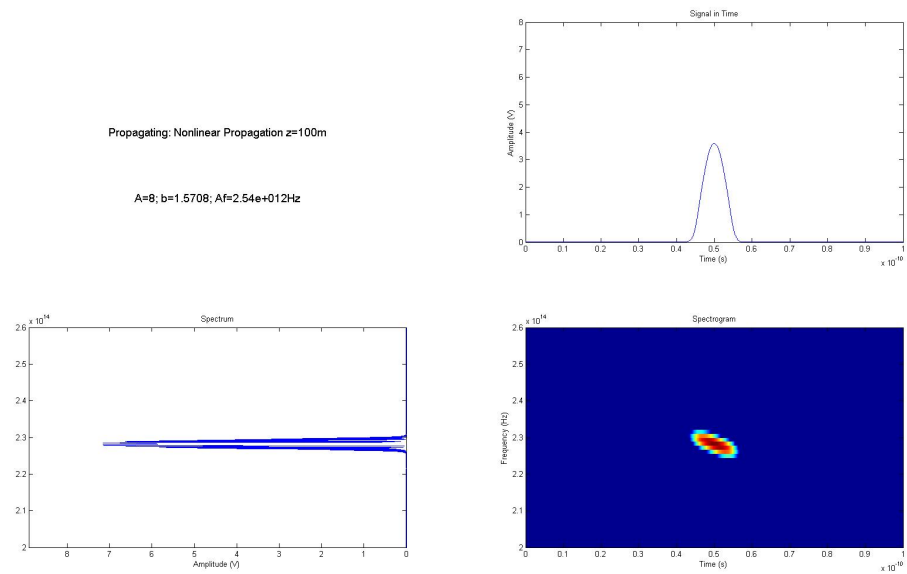 Propagating: Nonlinear Propagation z=100m
A=8; b=1.5708; Af=2.54e+012Hz
Signal in Time
8
7
6
5
4
3
2
1
0
Amplitude (V)
0 0.1 0.2 0.3 0.4 0.5 0.6 0.7 0.8 0.9 1
Time (s)
x 10^-10
Spectrum
x 10^14
2.6
2.5
2.4
2.3
2.2
2.1
2
8 7 6 5 4 3 2 1 0
Amplitude (V)
Spectrogram
x 10^14
2.6
2.5
2.4
2.3
2.2
2.1
2
Frequency (Hz)
0 0.1 0.2 0.3 0.4 0.5 0.6 0.7 0.8 0.9 1
Time (s)
x 10^-10